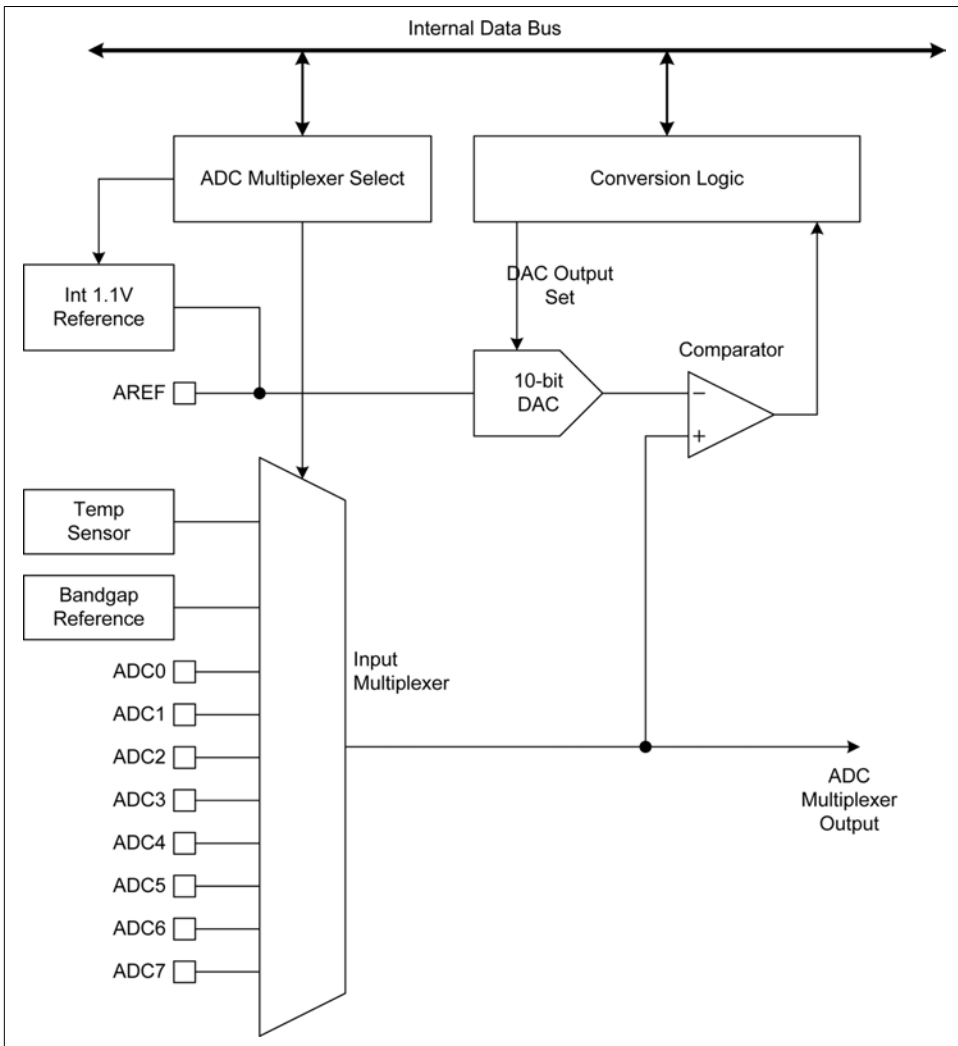 Internal Data Bus
ADC Multiplexer Select
Conversion Logic
Int 1.1V
Reference
DAC Output
Set
AREF
10-bit
DAC
Comparator
−
+
Temp
Sensor
Bandgap
Reference
Input
Multiplexer
ADC0
ADC1
ADC2
ADC3
ADC4
ADC5
ADC6
ADC7
ADC
Multiplexer
Output